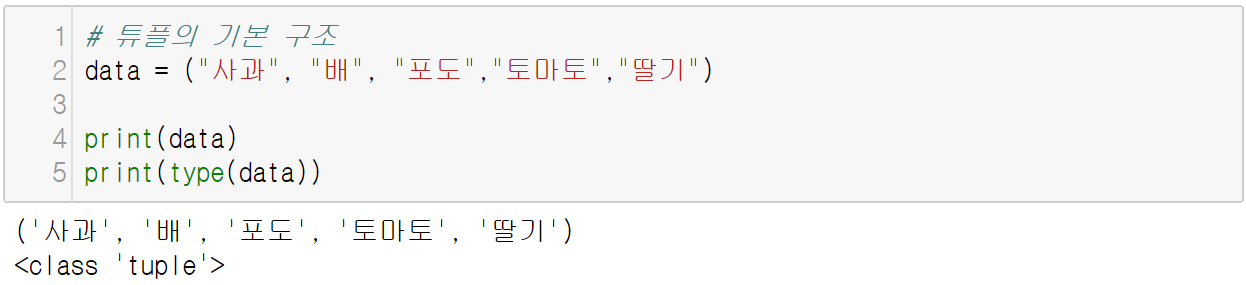 1 # 튜플의 기본 구조
2 data = ("사과", "배", "포도","토마토","딸기")
3
4 print(data)
5 print(type(data))
('사과', '배', '포도', '토마토', '딸기')
<class 'tuple'>